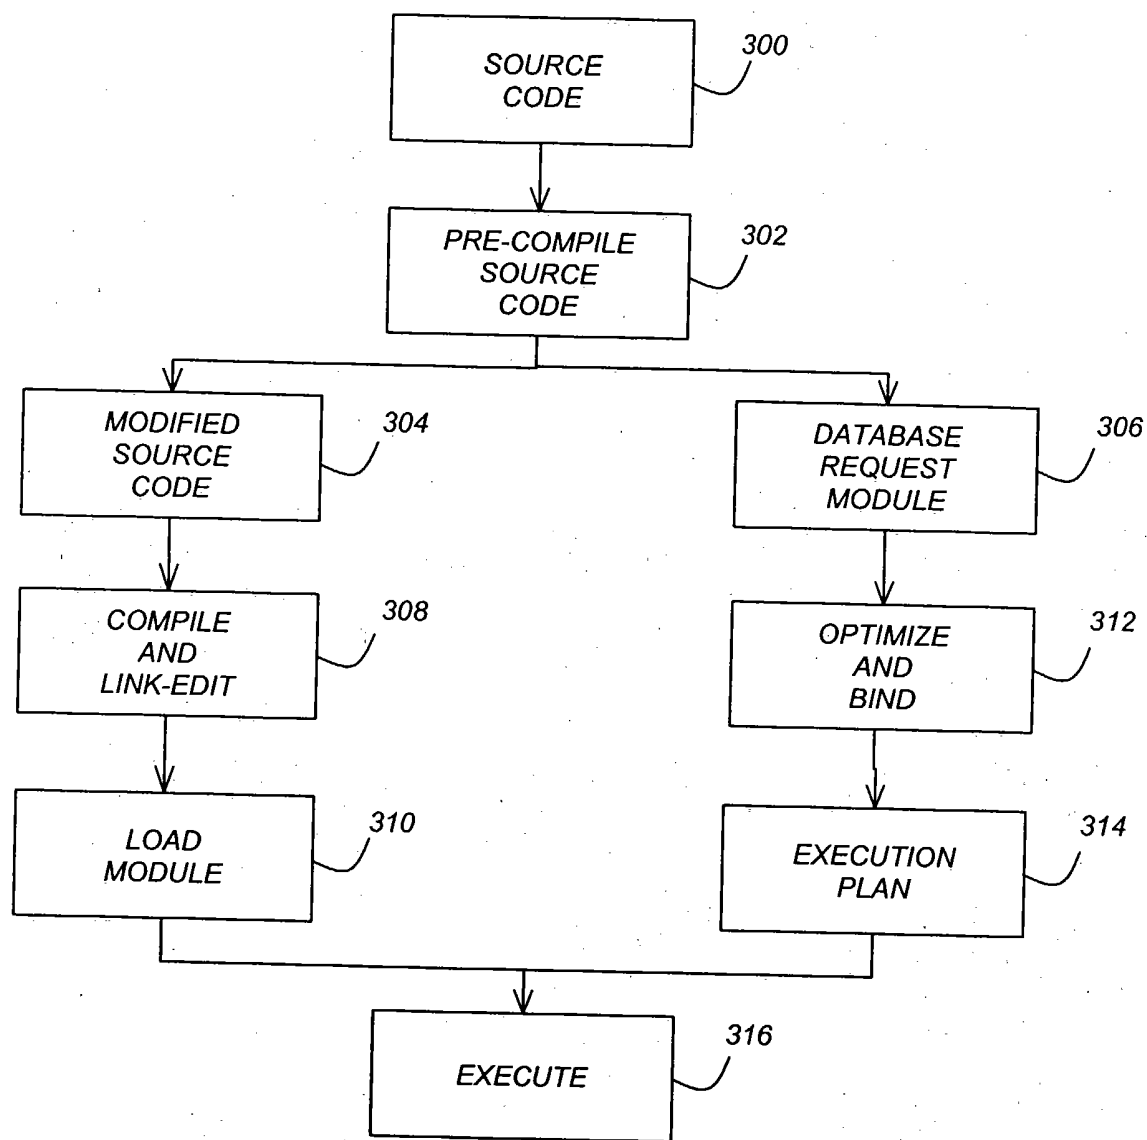 SOURCE
CODE
300
PRE-COMPILE
SOURCE
CODE
302
MODIFIED
SOURCE
CODE
304
DATABASE
REQUEST
MODULE
306
COMPILE
AND
LINK-EDIT
308
OPTIMIZE
AND
BIND
312
LOAD
MODULE
310
EXECUTION
PLAN
314
EXECUTE
316